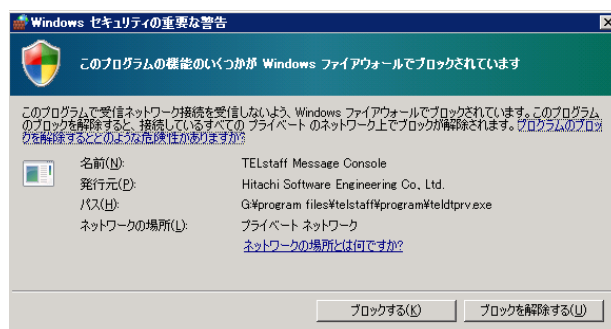 Windows セキュリティの重要な警告
このプログラムの機能のいくつかが Windows ファイアウォールでブロックされています
このプログラムで受信ネットワーク接続を受信しないよう、Windows ファイアウォールでブロックされています。このプログラム
のブロックを解除すると、接続しているすべての プライベート のネットワーク上でブロックが解除されます。プログラムのブロッ
クを解除するとどのような危険性がありますか?
名前(N): TELstaff Message Console
発行元(P): Hitachi Software Engineering Co., Ltd.
パス(H): G:¥program files¥telstaff¥program¥teldtprv.exe
ネットワークの場所(L): プライベート ネットワーク
ネットワークの場所とは何ですか?
ブロックする(K) ブロックを解除する(U)